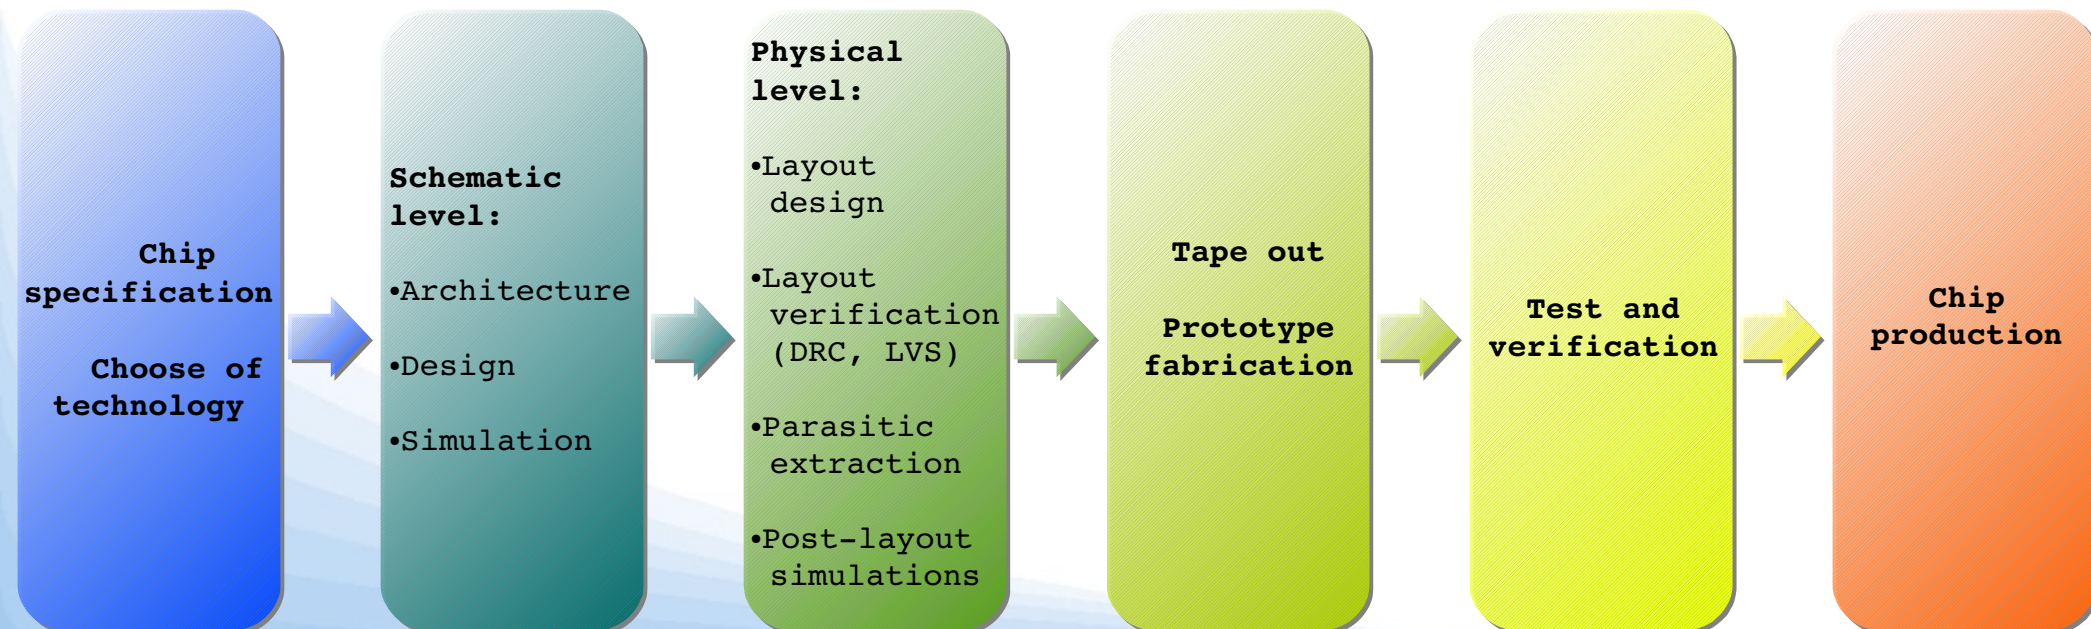 Chip
specification
Choose of
technology
Schematic
level:
•Architecture
•Design
•Simulation
Physical
level:
•Layout
design
•Layout
verification
(DRC, LVS)
•Parasitic
extraction
•Post-layout
simulations
Tape out
Prototype
fabrication
Test and
verification
Chip
production